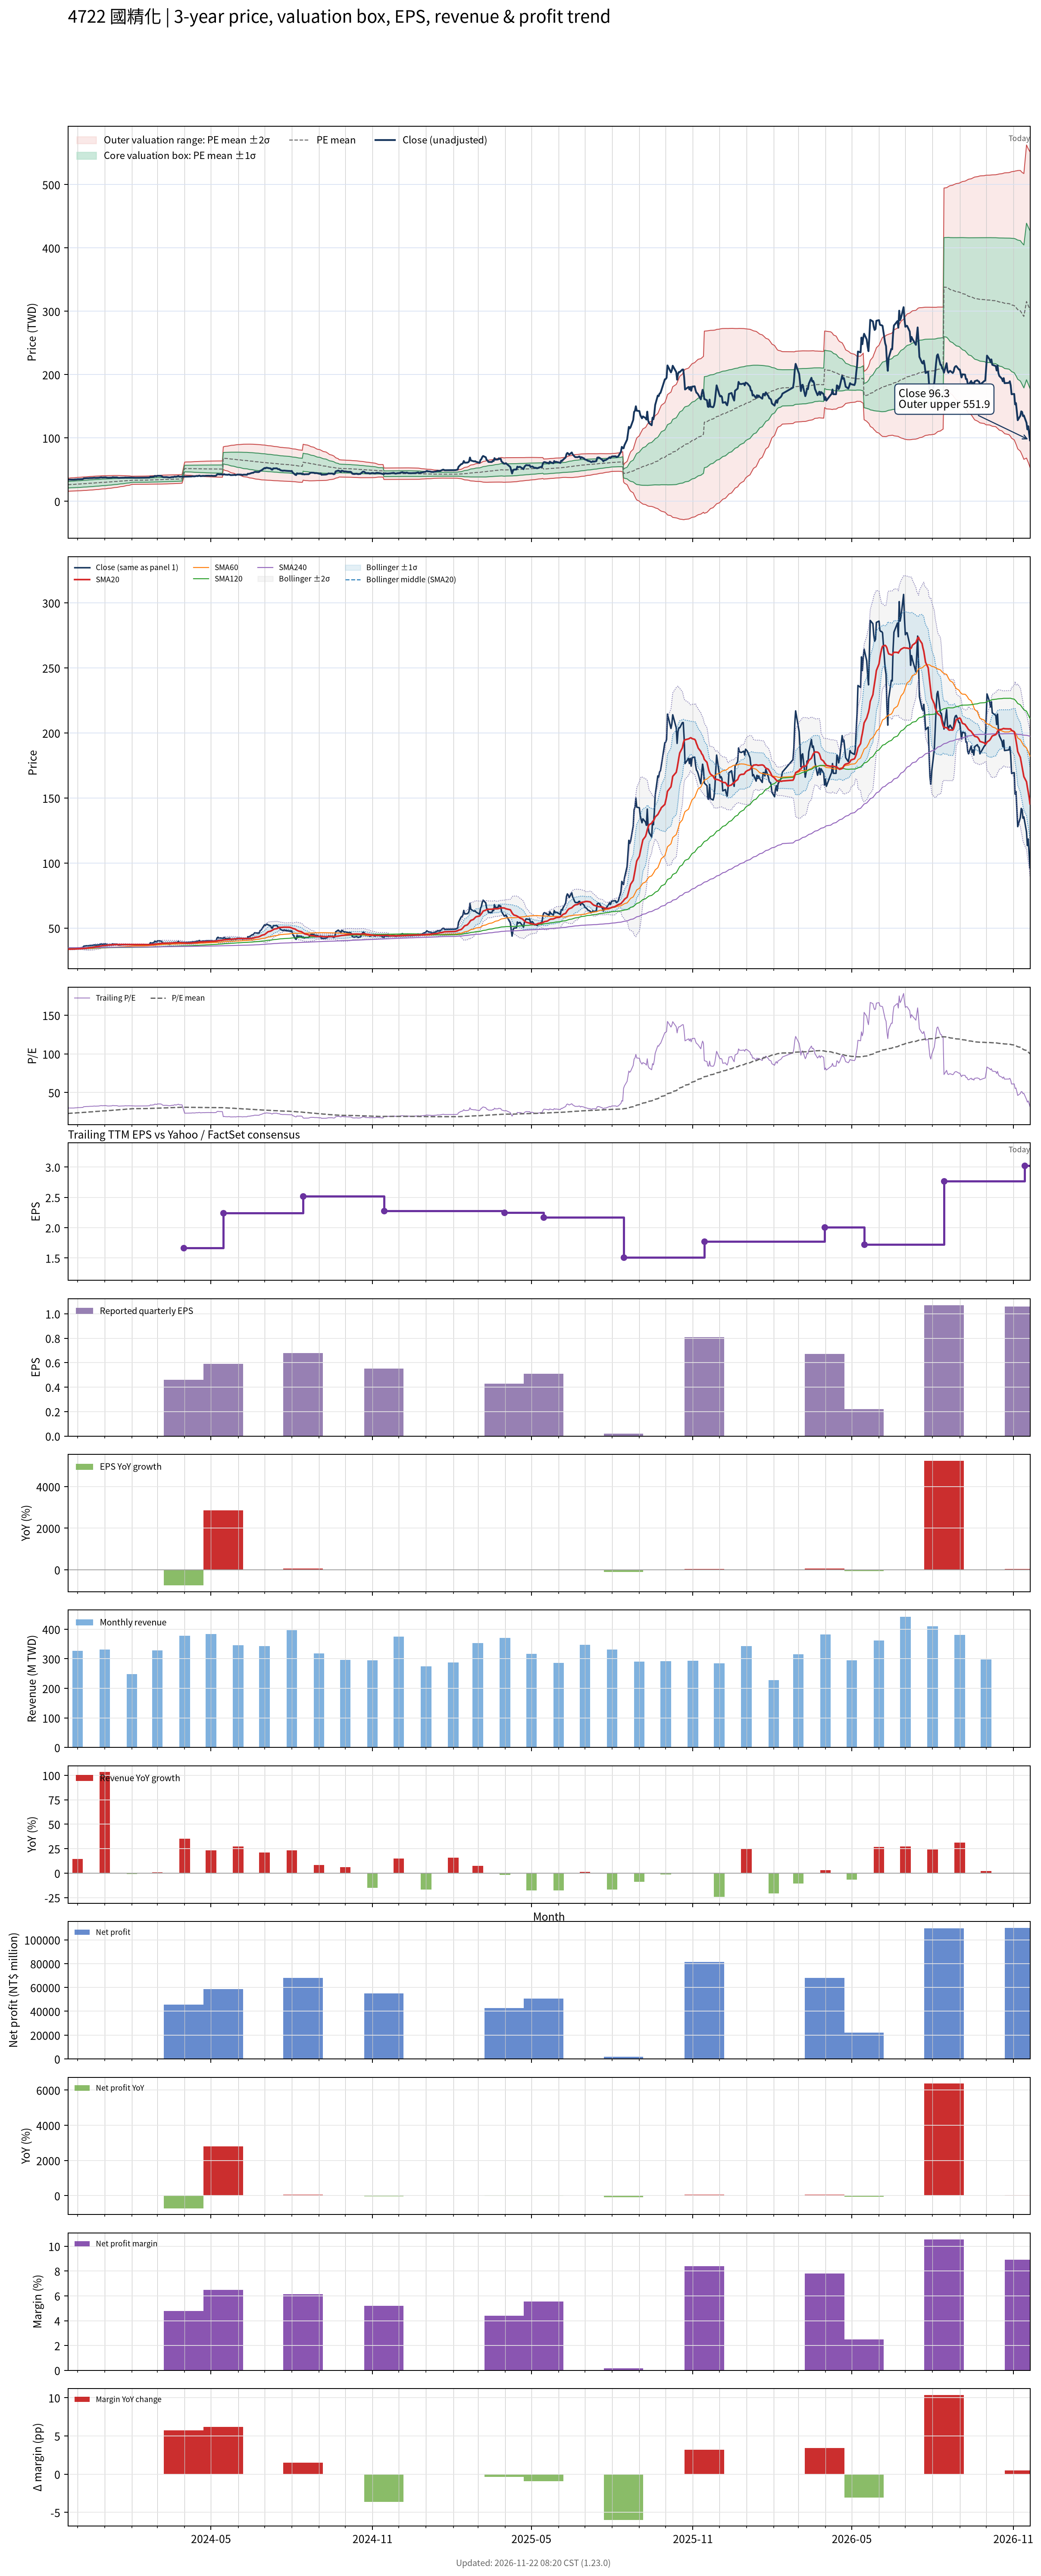 4722 國精化 | 3-year price, valuation box, EPS, revenue & profit trend
Outer valuation range: PE mean ±2σ
Core valuation box: PE mean ±1σ
PE mean
Close (unadjusted)
Today
Price (TWD)
500
400
300
200
100
0
Close 96.3
Outer upper 551.9
Close (same as panel 1)
SMA20
SMA60
SMA120
SMA240
Bollinger ±2σ
Bollinger ±1σ
Bollinger middle (SMA20)
Price
300
250
200
150
100
50
Trailing P/E
P/E mean
P/E
150
100
50
Trailing TTM EPS vs Yahoo / FactSet consensus
Today
EPS
3.0
2.5
2.0
1.5
Reported quarterly EPS
EPS
1.0
0.8
0.6
0.4
0.2
0.0
EPS YoY growth
YoY (%)
4000
2000
0
Monthly revenue
Revenue (M TWD)
400
300
200
100
0
Revenue YoY growth
YoY (%)
100
75
50
25
0
-25
Month
Net profit
Net profit (NT$ million)
100000
80000
60000
40000
20000
0
Net profit YoY
YoY (%)
6000
4000
2000
0
Net profit margin
Margin (%)
10
8
6
4
2
0
Margin YoY change
Δ margin (pp)
10
5
0
-5
2024-05
2024-11
2025-05
2025-11
2026-05
2026-11
Updated: 2026-11-22 08:20 CST (1.23.0)